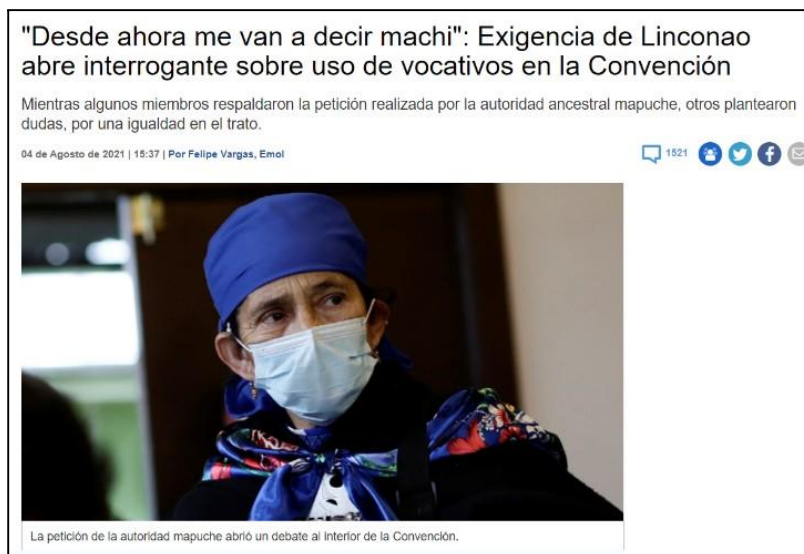 "Desde ahora me van a decir machi": Exigencia de Linconao
abre interrogante sobre uso de vocativos en la Convención
Mientras algunos miembros respaldaron la petición realizada por la autoridad ancestral mapuche, otros plantearon
dudas, por una igualdad en el trato.
04 de Agosto de 2021 | 15:37 | Por Felipe Vargas, Emol
1521
La petición de la autoridad mapuche abrió un debate al interior de la Convención.